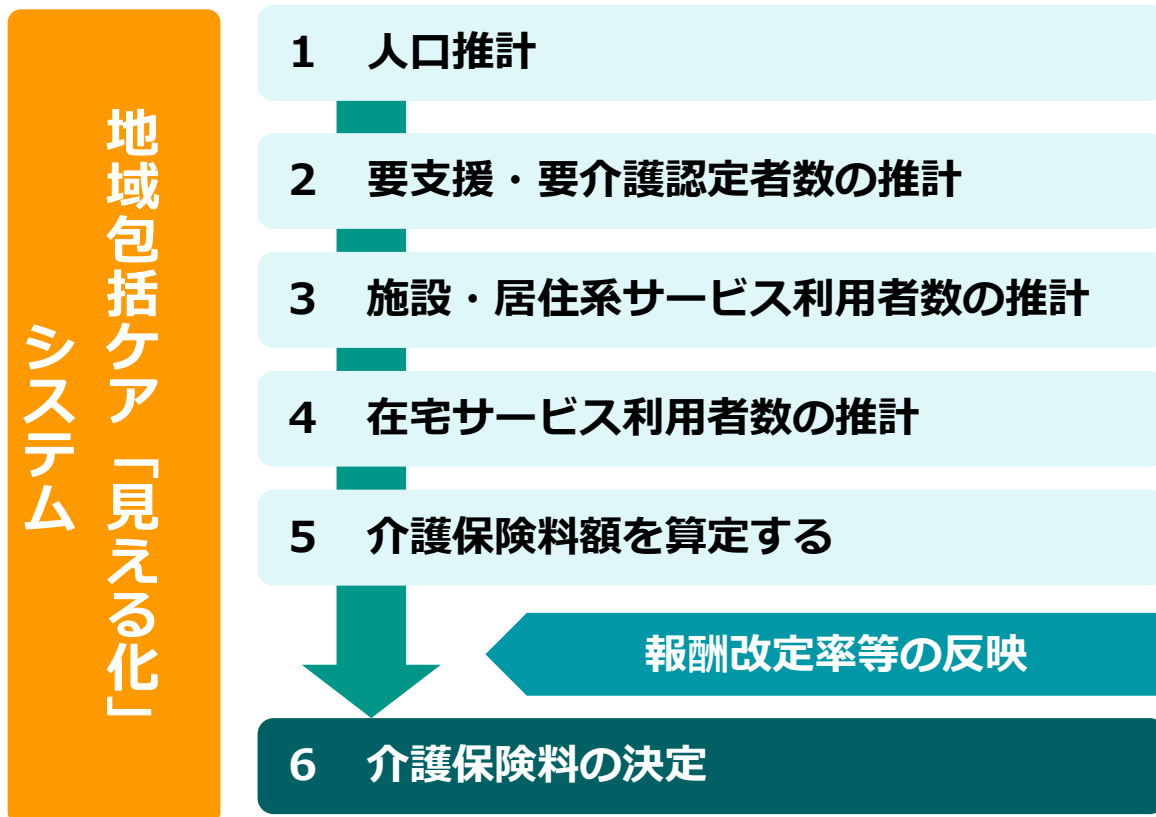 地域包括ケア「見える化」
システム
1 人口推計
2 要支援・要介護認定者数の推計
3 施設・居住系サービス利用者数の推計
4 在宅サービス利用者数の推計
5 介護保険料額を算定する
報酬改定率等の反映
6 介護保険料の決定